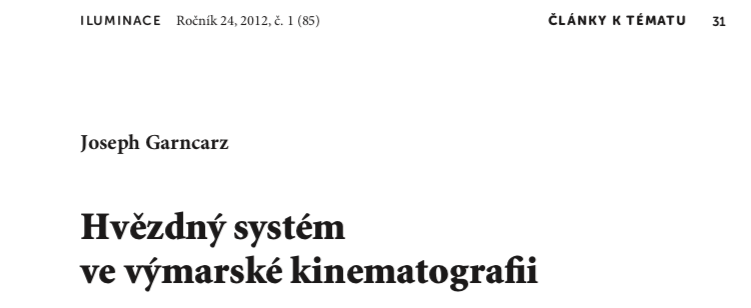 ILUMINACE Ročník 24, 2012, č. 1 (85) ČLÁNKY K TÉMATU 31
Joseph Garncarz
Hvězdný systém
ve výmarské kinematografii